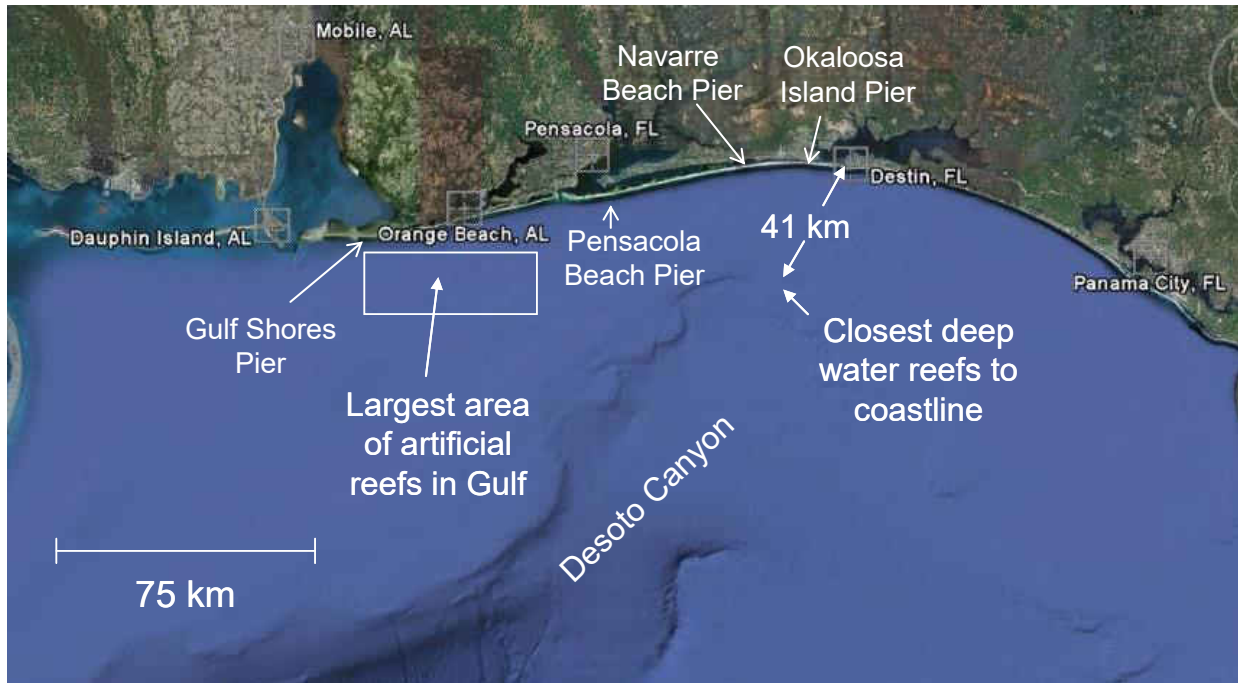 Mobile, AL
Navarre
Beach Pier
Okaloosa
Island Pier
Pensacola, FL
Destin, FL
Dauphin Island, AL
Orange Beach, AL
Pensacola
Beach Pier
41 km
Panama City, FL
Gulf Shores
Pier
Closest deep
water reefs to
coastline
Largest area
of artificial
reefs in Gulf
Desoto Canyon
75 km